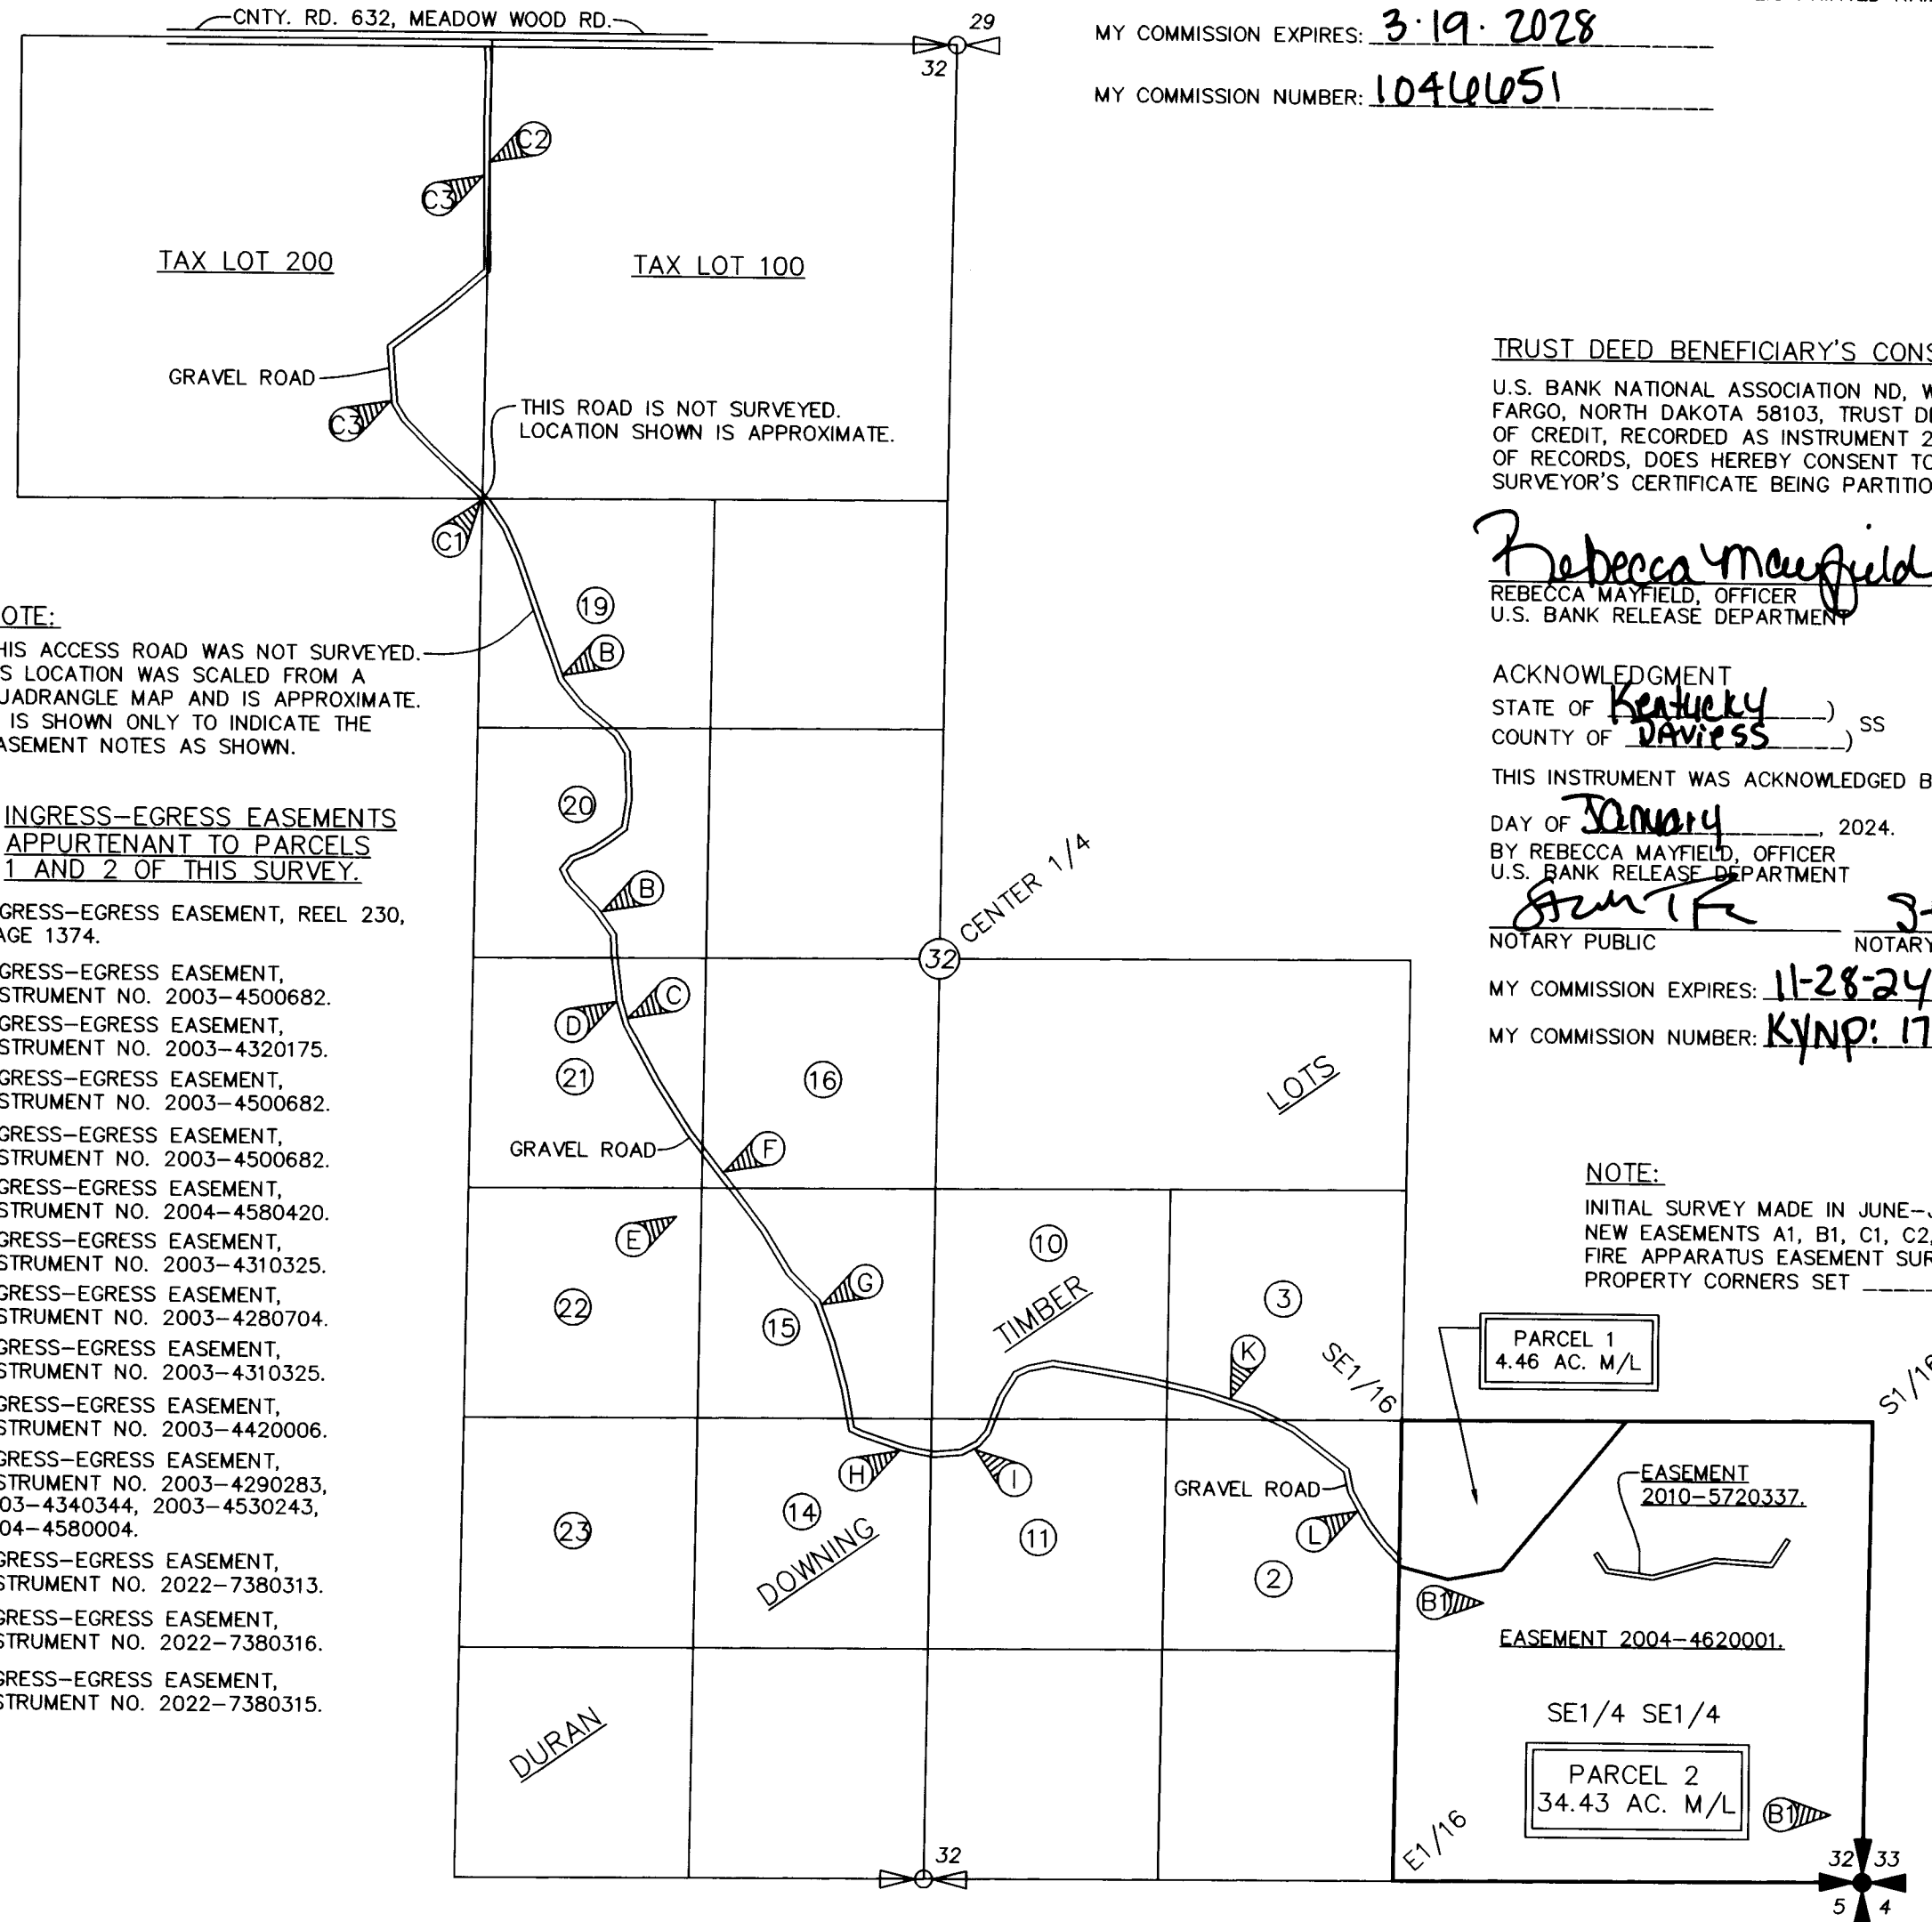 CNTY. RD. 632, MEADOW WOOD RD.
29
32
MY COMMISSION EXPIRES: 3·19·2028
MY COMMISSION NUMBER: 1046651
C2
C3
TAX LOT 200
TAX LOT 100
GRAVEL ROAD
C3
THIS ROAD IS NOT SURVEYED.
LOCATION SHOWN IS APPROXIMATE.
C1
TRUST DEED BENEFICIARY'S CONS
U.S. BANK NATIONAL ASSOCIATION ND, W
FARGO, NORTH DAKOTA 58103, TRUST DE
OF CREDIT, RECORDED AS INSTRUMENT 2
OF RECORDS, DOES HEREBY CONSENT TO
SURVEYOR'S CERTIFICATE BEING PARTITIO
Rebecca Mayfield
REBECCA MAYFIELD, OFFICER
U.S. BANK RELEASE DEPARTMENT
ACKNOWLEDGMENT
STATE OF Kentucky )
SS
COUNTY OF DAViess )
THIS INSTRUMENT WAS ACKNOWLEDGED B
DAY OF January, 2024.
BY REBECCA MAYFIELD, OFFICER
U.S. BANK RELEASE DEPARTMENT
NOTARY PUBLIC
NOTARY
MY COMMISSION EXPIRES: 11-28-24
MY COMMISSION NUMBER: KYNP: 17
OTE:
HIS ACCESS ROAD WAS NOT SURVEYED.
S LOCATION WAS SCALED FROM A
UADRANGLE MAP AND IS APPROXIMATE.
IS SHOWN ONLY TO INDICATE THE
ASEMENT NOTES AS SHOWN.
INGRESS-EGRESS EASEMENTS
APPURTENANT TO PARCELS
1 AND 2 OF THIS SURVEY.
GRESS-EGRESS EASEMENT, REEL 230,
AGE 1374.
GRESS-EGRESS EASEMENT,
STRUMENT NO. 2003-4500682.
GRESS-EGRESS EASEMENT,
STRUMENT NO. 2003-4320175.
GRESS-EGRESS EASEMENT,
STRUMENT NO. 2003-4500682.
GRESS-EGRESS EASEMENT,
STRUMENT NO. 2003-4500682.
GRESS-EGRESS EASEMENT,
STRUMENT NO. 2004-4580420.
GRESS-EGRESS EASEMENT,
STRUMENT NO. 2003-4310325.
GRESS-EGRESS EASEMENT,
STRUMENT NO. 2003-4280704.
GRESS-EGRESS EASEMENT,
STRUMENT NO. 2003-4310325.
GRESS-EGRESS EASEMENT,
STRUMENT NO. 2003-4420006.
GRESS-EGRESS EASEMENT,
STRUMENT NO. 2003-4290283,
03-4340344, 2003-4530243,
04-4580004.
GRESS-EGRESS EASEMENT,
STRUMENT NO. 2022-7380313.
GRESS-EGRESS EASEMENT,
STRUMENT NO. 2022-7380316.
GRESS-EGRESS EASEMENT,
STRUMENT NO. 2022-7380315.
19
B
20
B
CENTER 1/4
32
C
D
21
16
LOTS
GRAVEL ROAD
F
E
10
G
22
15
TIMBER
3
K
SE1/16
H
I
GRAVEL ROAD
23
14
DOWNING
11
L
2
DURAN
32
NOTE:
INITIAL SURVEY MADE IN JUNE-J
NEW EASEMENTS A1, B1, C1, C2,
FIRE APPARATUS EASEMENT SUR
PROPERTY CORNERS SET
PARCEL 1
4.46 AC. M/L
S1/16
EASEMENT
2010-5720337.
B1
EASEMENT 2004-4620001.
SE1/4 SE1/4
PARCEL 2
34.43 AC. M/L
B1
E1/16
32 33
5 4